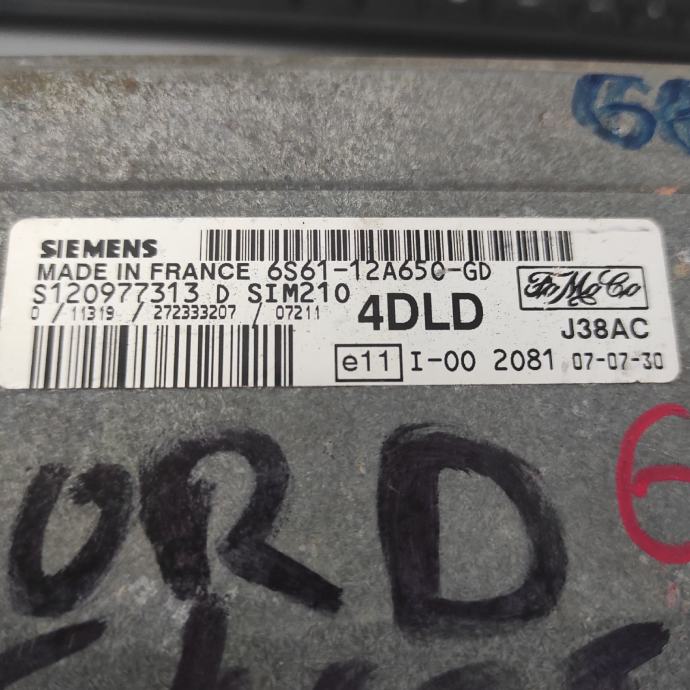 SIEMENS
MADE IN FRANCE 6S61-12A650-GD
FoMoCo
S120977313 D SIM210
0 / 11319 / 272333207 / 07211
4DLD
J38AC
e11 I-00 2081 07-07-30
ORD
6